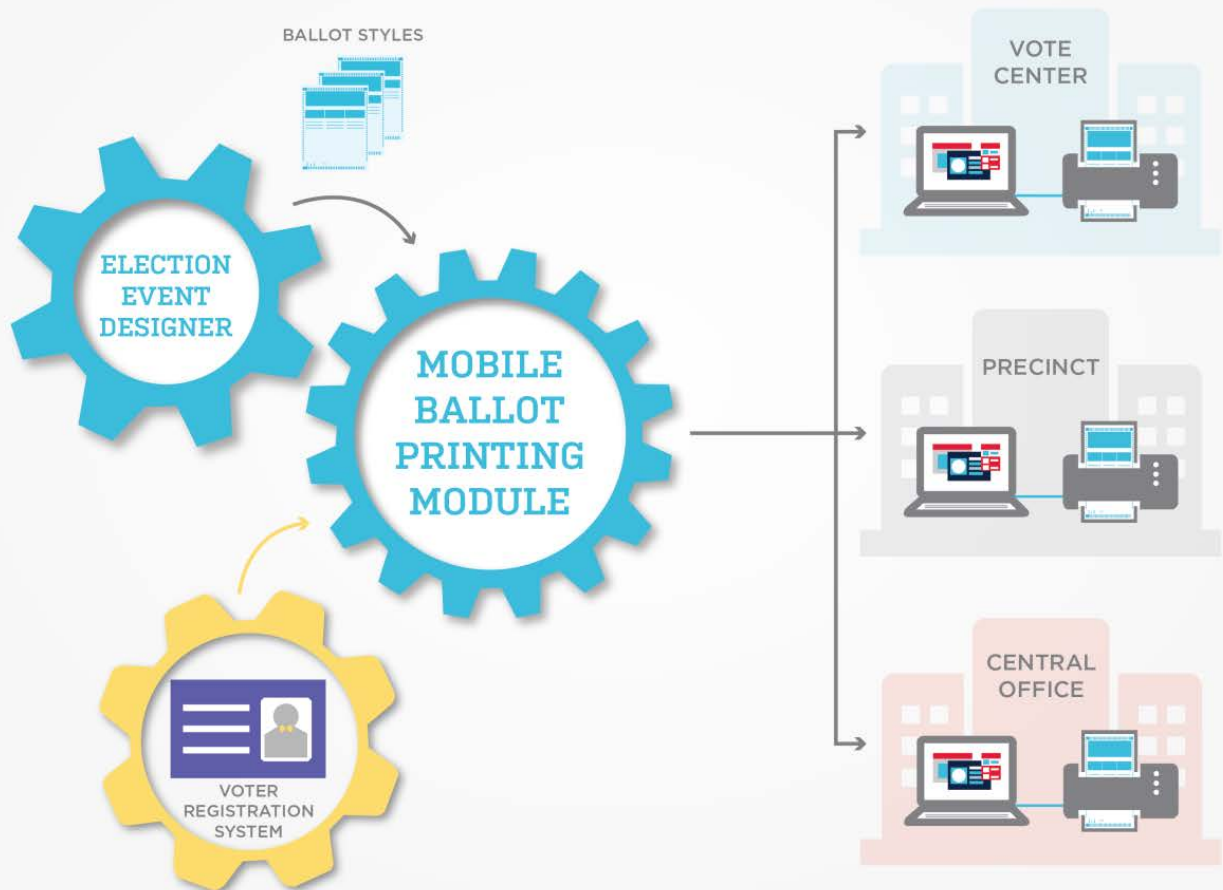 BALLOT STYLES
ELECTION
EVENT
DESIGNER
MOBILE
BALLOT
PRINTING
MODULE
VOTER
REGISTRATION
SYSTEM
VOTE
CENTER
PRECINCT
CENTRAL
OFFICE